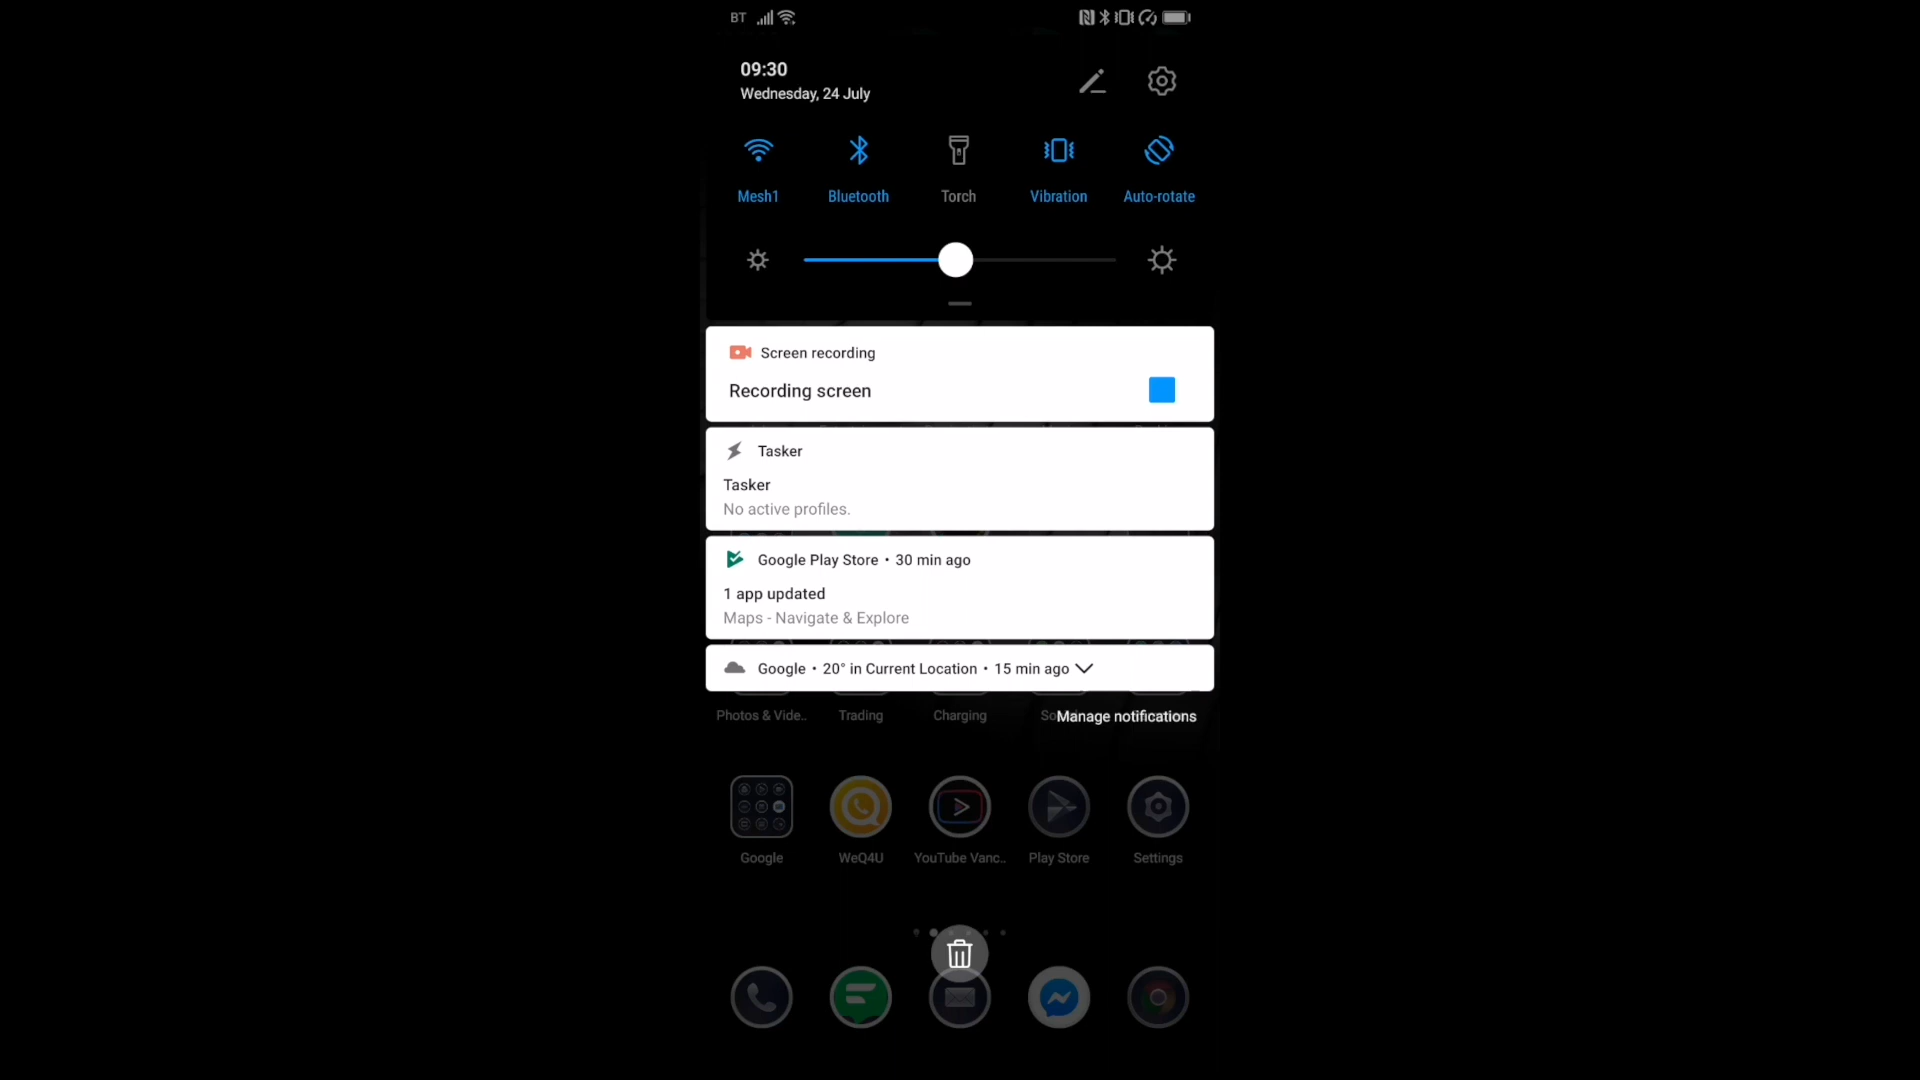 BT
09:30
Wednesday, 24 July
Mesh1 Bluetooth Torch Vibration Auto-rotate
Screen recording
Recording screen
Tasker
Tasker
No active profiles.
Google Play Store • 30 min ago
1 app updated
Maps - Navigate & Explore
Google • 20° in Current Location • 15 min ago
Photos & Vide.. Trading Charging
Manage notifications
Google WeQ4U YouTube Vanc.. Play Store Settings